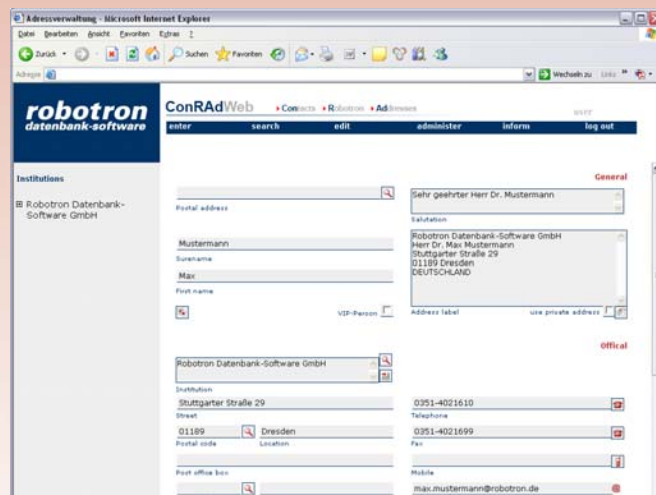 Adressverwaltung - Microsoft Internet Explorer
Datei Bearbeiten Ansicht Favoriten Extras ?
Zurück Suchen Favoriten
Adresse Wechseln zu Links »
robotron
datenbank-software
ConRAdWeb Contacts Robotron Addresses
user
enter search edit administer inform log out
Institutions
Robotron Datenbank-
Software GmbH
General
Postal address
Sehr geehrter Herr Dr. Mustermann
Salutation
Mustermann
Surename
Max
First name
VIP-Person
Robotron Datenbank-Software GmbH
Herr Dr. Max Mustermann
Stuttgarter Straße 29
01189 Dresden
DEUTSCHLAND
Address label use private address
Offical
Robotron Datenbank-Software GmbH
Institution
Stuttgarter Straße 29
Street
0351-4021610
Telephone
01189 Dresden
Postal code Location
0351-4021699
Fax
Post office box
Mobile
max.mustermann@robotron.de